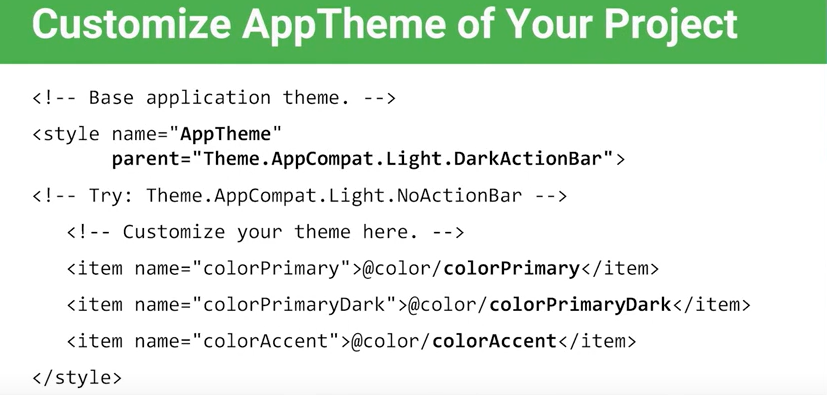 Customize AppTheme of Your Project
<!-- Base application theme. -->
<style name="AppTheme"
parent="Theme.AppCompat.Light.DarkActionBar">
<!-- Try: Theme.AppCompat.Light.NoActionBar -->
<!-- Customize your theme here. -->
<item name="colorPrimary">@color/colorPrimary</item>
<item name="colorPrimaryDark">@color/colorPrimaryDark</item>
<item name="colorAccent">@color/colorAccent</item>
</style>